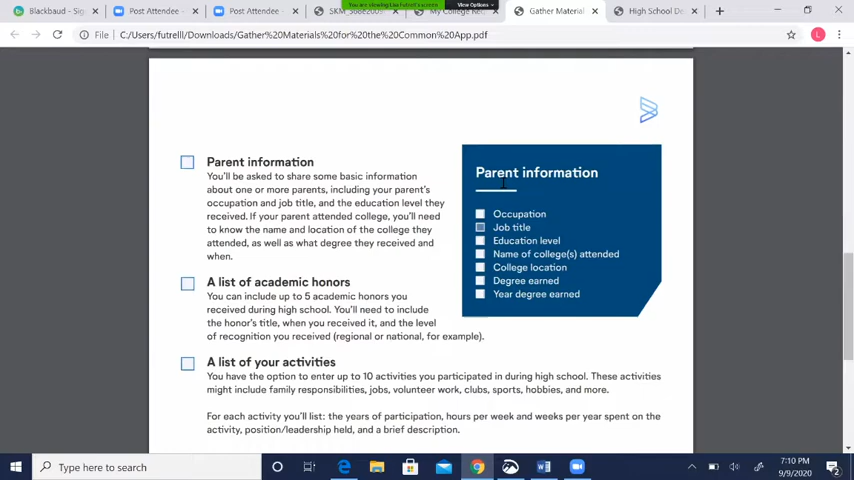 Blackbaud - Sig
Post Attendee -
Post Attendee -
My College Re
Gather Material
High School De
You are viewing Lisa Futrell's screen
View Options
File
C:/Users/futrelll/Downloads/Gather%20Materials%20for%20the%20Common%20App.pdf
L
Parent information
You'll be asked to share some basic information
about one or more parents, including your parent's
occupation and job title, and the education level they
received. If your parent attended college, you'll need
to know the name and location of the college they
attended, as well as what degree they received and
when.
Parent information
Occupation
Job title
Education level
Name of college(s) attended
College location
Degree earned
Year degree earned
A list of academic honors
You can include up to 5 academic honors you
received during high school. You'll need to include
the honor's title, when you received it, and the level
of recognition you received (regional or national, for example).
A list of your activities
You have the option to enter up to 10 activities you participated in during high school. These activities
might include family responsibilities, jobs, volunteer work, clubs, sports, hobbies, and more.
For each activity you'll list: the years of participation, hours per week and weeks per year spent on the
activity, position/leadership held, and a brief description.
Type here to search
7:10 PM
9/9/2020
2